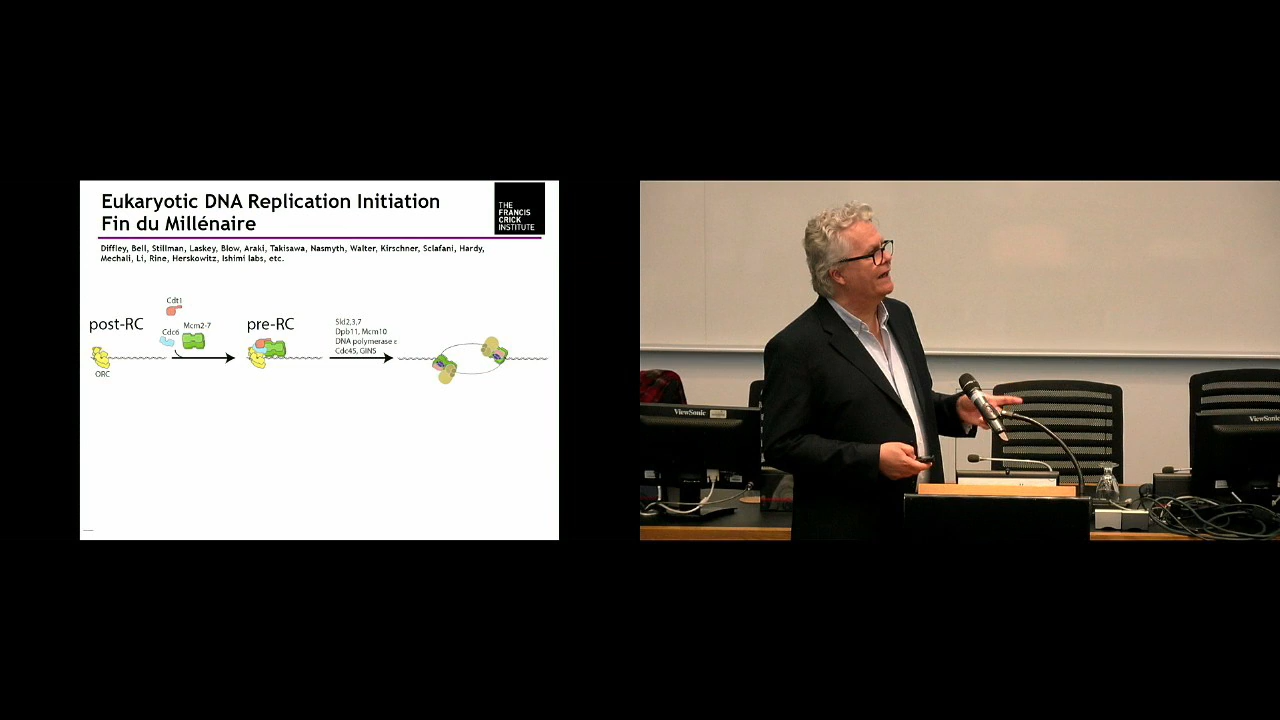 Eukaryotic DNA Replication Initiation
Fin du Millénaire
THE
FRANCIS
CRICK
INSTITUTE
Diffley, Bell, Stillman, Laskey, Blow, Araki, Takisawa, Nasmyth, Walter, Kirschner, Sclafani, Hardy,
Mechali, Li, Rine, Herskowitz, Ishimi labs, etc.
Cdt1
post-RC
Cdc6
Mcm2-7
ORC
pre-RC
Sld2,3,7
Dpb11, Mcm10
DNA polymerase ε
Cdc45, GINS
ViewSonic
ViewSonic